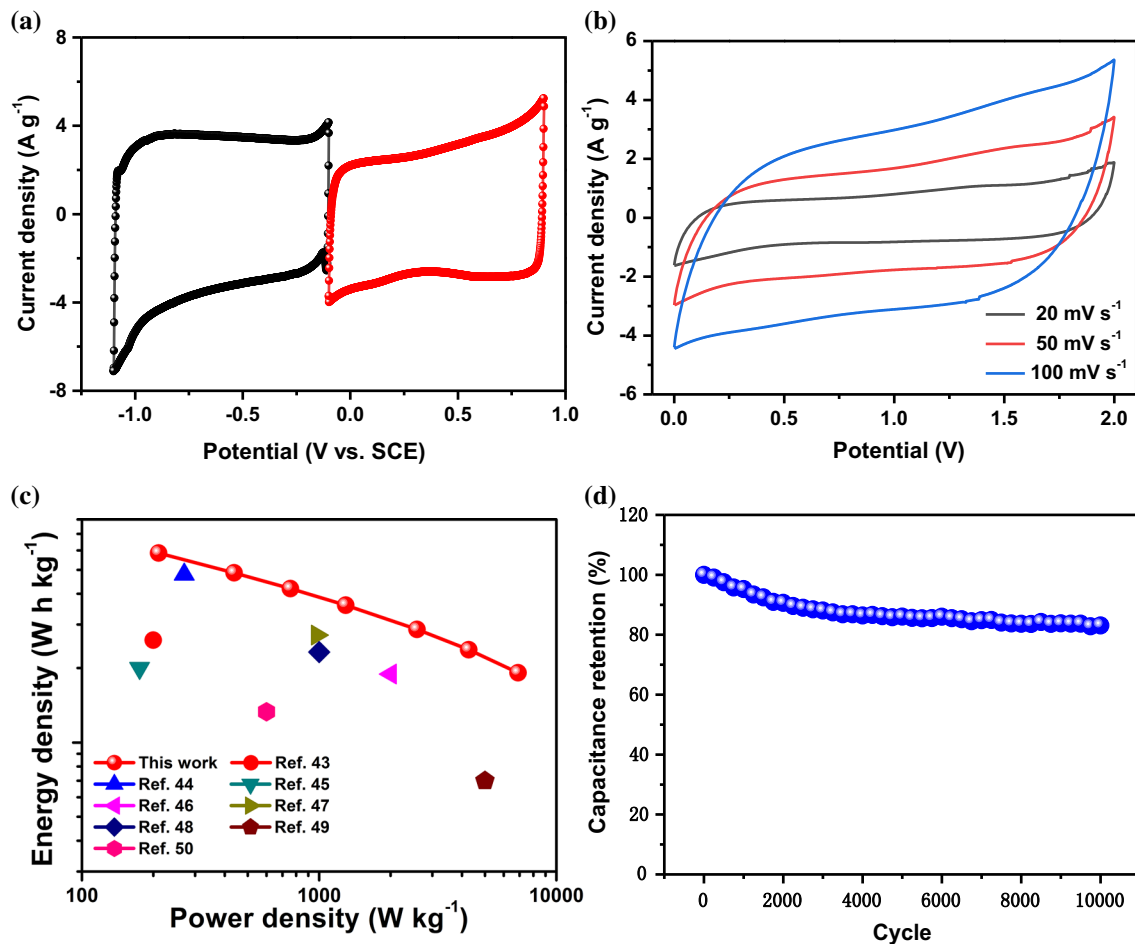 (a)
Current density (A g-1)
8
4
0
-4
-8
-1.0
-0.5
0.0
0.5
1.0
Potential (V vs. SCE)
(b)
Current density (A g-1)
6
4
2
0
-2
-4
-6
0.0
0.5
1.0
1.5
2.0
20 mV s-1
50 mV s-1
100 mV s-1
Potential (V)
(c)
Energy density (W h kg-1)
This work
Ref. 43
Ref. 44
Ref. 45
Ref. 46
Ref. 47
Ref. 48
Ref. 49
Ref. 50
100
1000
10000
Power density (W kg-1)
(d)
Capacitance retention (%)
120
100
80
60
40
20
0
0
2000
4000
6000
8000
10000
Cycle